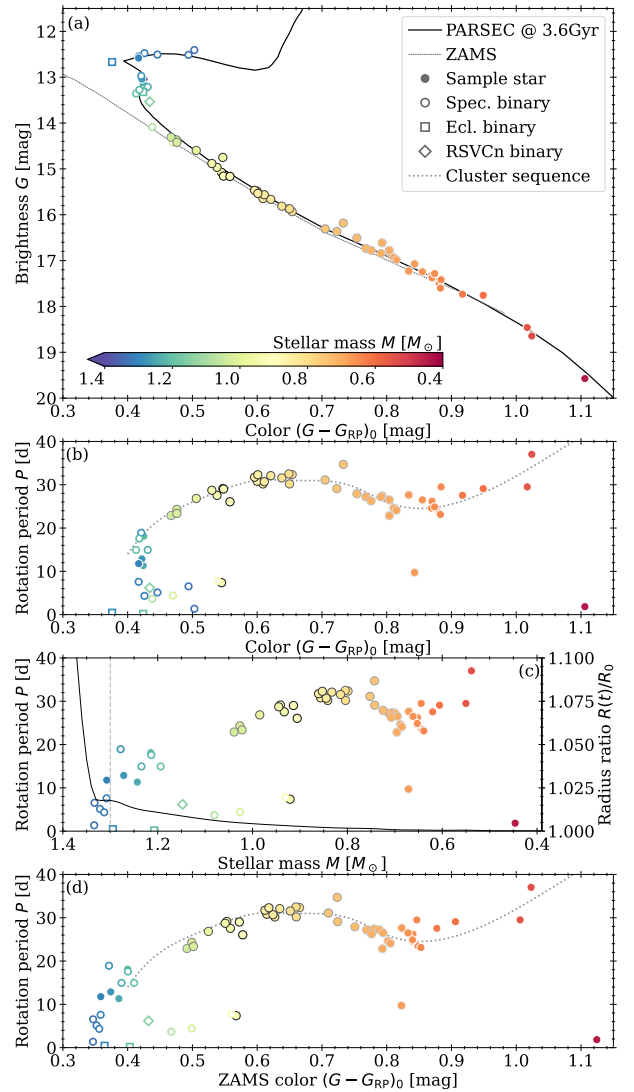 (a)
PARSEC @ 3.6Gyr
ZAMS
Sample star
Spec. binary
Ecl. binary
RSVCn binary
Cluster sequence
12
13
14
15
16
17
18
19
20
Brightness G [mag]
Stellar mass M [M⊙]
1.4 1.2 1.0 0.8 0.6 0.4
0.3 0.4 0.5 0.6 0.7 0.8 0.9 1.0 1.1
Color (G − G_RP)_0 [mag]
(b)
40
30
20
10
0
Rotation period P [d]
0.3 0.4 0.5 0.6 0.7 0.8 0.9 1.0 1.1
Color (G − G_RP)_0 [mag]
(c)
40
30
20
10
0
Rotation period P [d]
1.100
1.075
1.050
1.025
1.000
Radius ratio R(t)/R_0
1.4 1.2 1.0 0.8 0.6 0.4
Stellar mass M [M⊙]
(d)
40
30
20
10
0
Rotation period P [d]
0.3 0.4 0.5 0.6 0.7 0.8 0.9 1.0 1.1
ZAMS color (G − G_RP)_0 [mag]